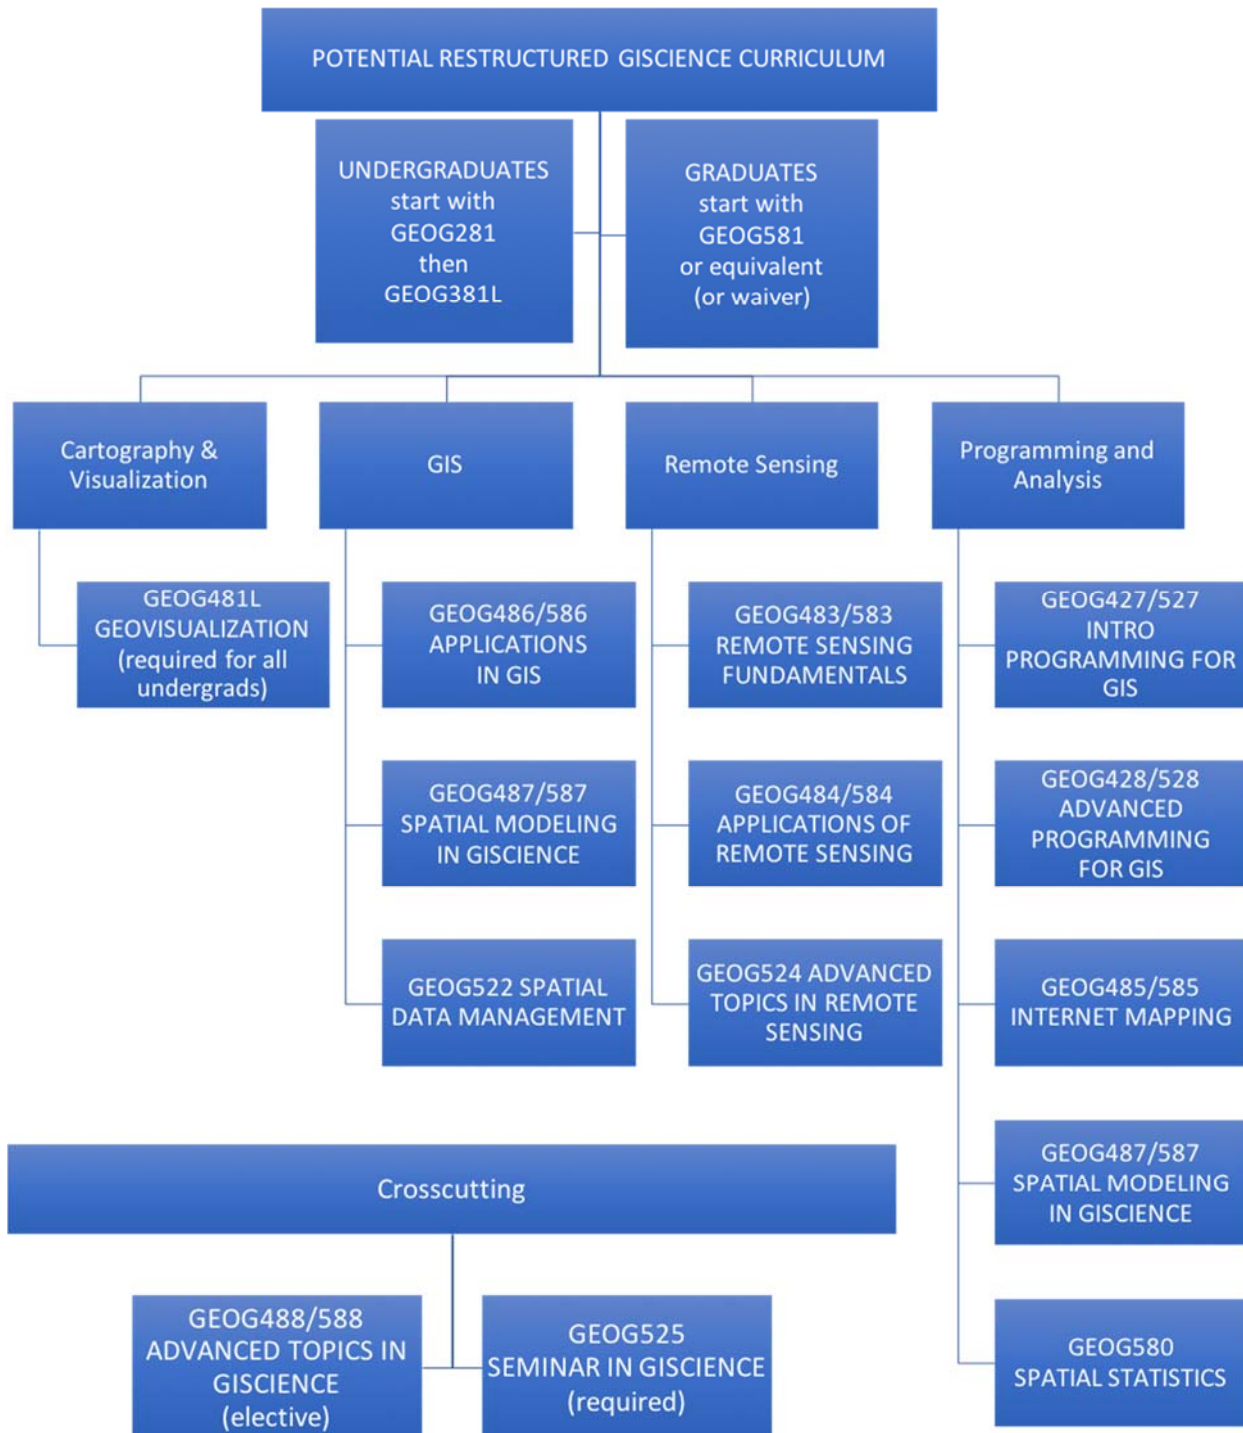 POTENTIAL RESTRUCTURED GISCIENCE CURRICULUM
UNDERGRADUATES
start with
GEOG281
then
GEOG381L
GRADUATES
start with
GEOG581
or equivalent
(or waiver)
Cartography &
Visualization
GIS
Remote Sensing
Programming and
Analysis
GEOG481L
GEOVISUALIZATION
(required for all
undergrads)
GEOG486/586
APPLICATIONS
IN GIS
GEOG483/583
REMOTE SENSING
FUNDAMENTALS
GEOG427/527
INTRO
PROGRAMMING FOR
GIS
GEOG487/587
SPATIAL MODELING
IN GISCIENCE
GEOG484/584
APPLICATIONS OF
REMOTE SENSING
GEOG428/528
ADVANCED
PROGRAMMING
FOR GIS
GEOG522 SPATIAL
DATA MANAGEMENT
GEOG524 ADVANCED
TOPICS IN REMOTE
SENSING
GEOG485/585
INTERNET MAPPING
Crosscutting
GEOG487/587
SPATIAL MODELING
IN GISCIENCE
GEOG488/588
ADVANCED TOPICS IN
GISCIENCE
(elective)
GEOG525
SEMINAR IN GISCIENCE
(required)
GEOG580
SPATIAL STATISTICS